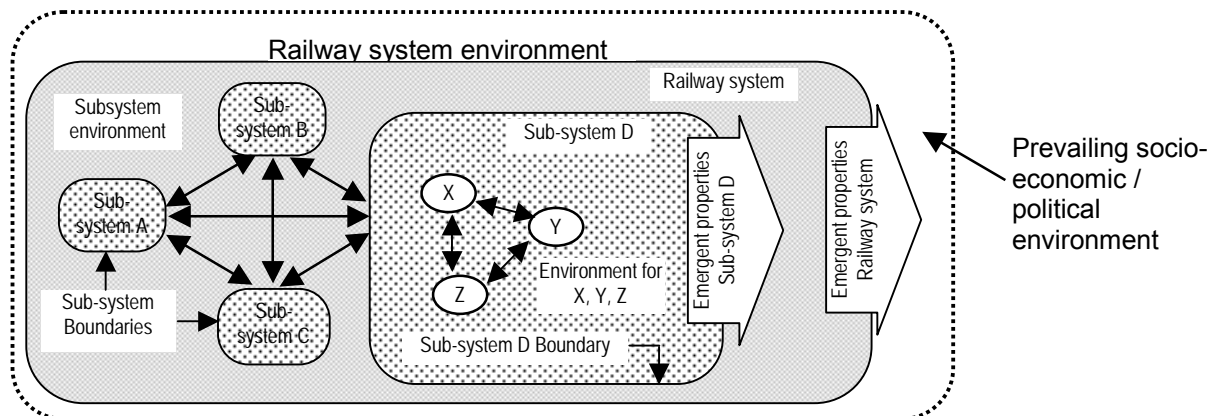 Railway system environment
Railway system
Subsystem
environment
Sub-
system B
Sub-system D
Sub-
system A
X
Y
Z
Environment for
X, Y, Z
Sub-system
Boundaries
Sub-
system C
Sub-system D Boundary
Emergent properties
Sub-system D
Emergent properties
Railway system
Prevailing socio-
economic /
political
environment